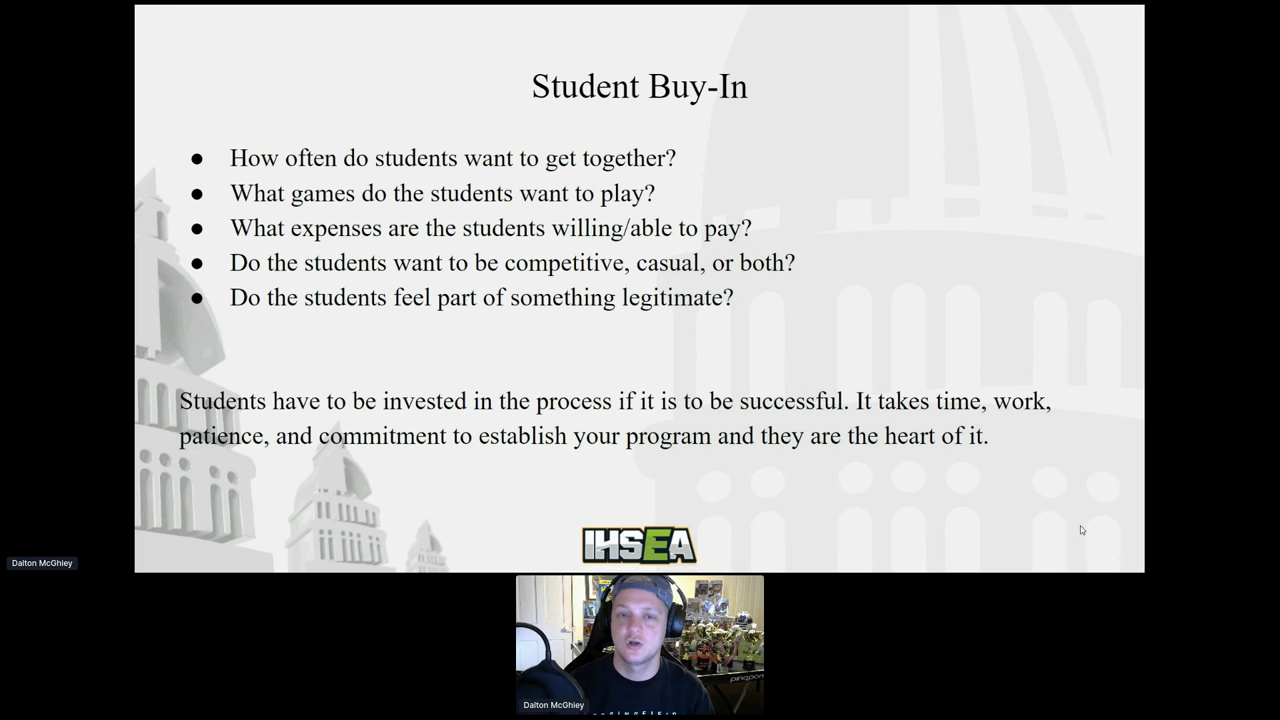 Student Buy-In
● How often do students want to get together?
● What games do the students want to play?
● What expenses are the students willing/able to pay?
● Do the students want to be competitive, casual, or both?
● Do the students feel part of something legitimate?
Students have to be invested in the process if it is to be successful. It takes time, work,
patience, and commitment to establish your program and they are the heart of it.
IHSEA
Dalton McGhley
Dalton McGhley